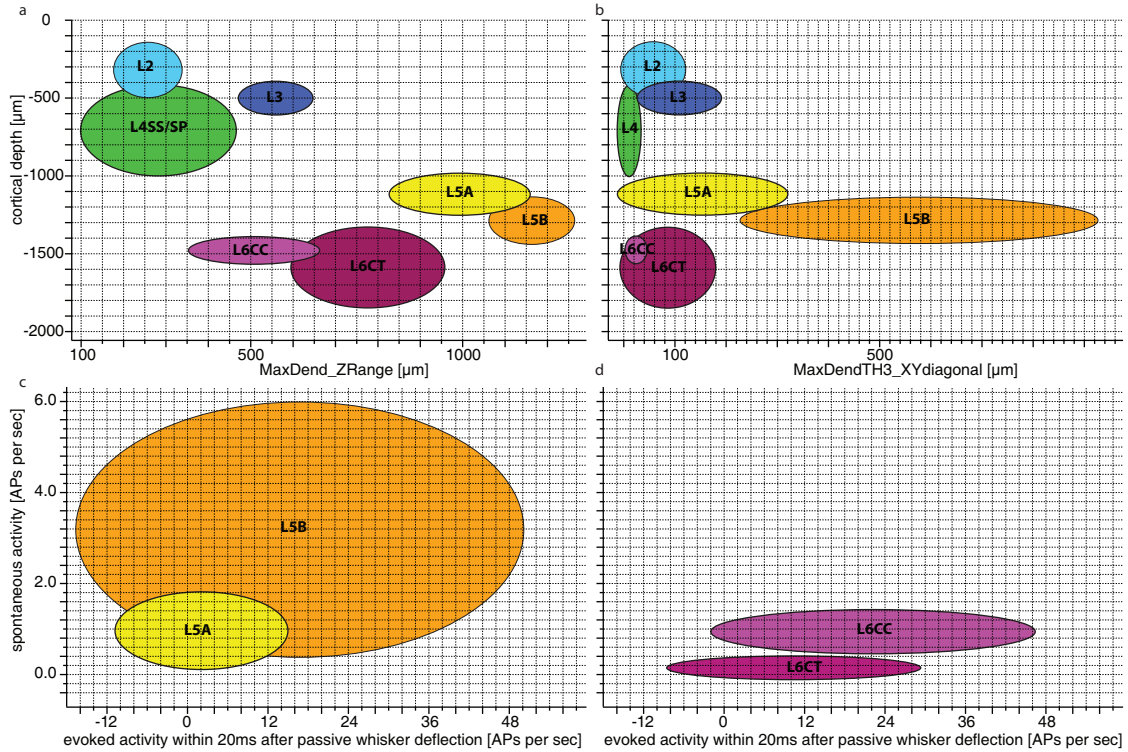 a
b
0
-500
-1000
-1500
-2000
cortical depth [µm]
L2
L3
L4SS/SP
L5A
L5B
L6CC
L6CT
100
500
1000
MaxDend_ZRange [µm]
L2
L3
L4
L5A
L5B
L6CC
L6CT
100
500
MaxDendTH3_XYdiagonal [µm]
c
d
6.0
4.0
2.0
0.0
spontaneous activity [APs per sec]
L5B
L5A
-12
0
12
24
36
48
evoked activity within 20ms after passive whisker deflection [APs per sec]
L6CC
L6CT
-12
0
12
24
36
48
evoked activity within 20ms after passive whisker deflection [APs per sec]